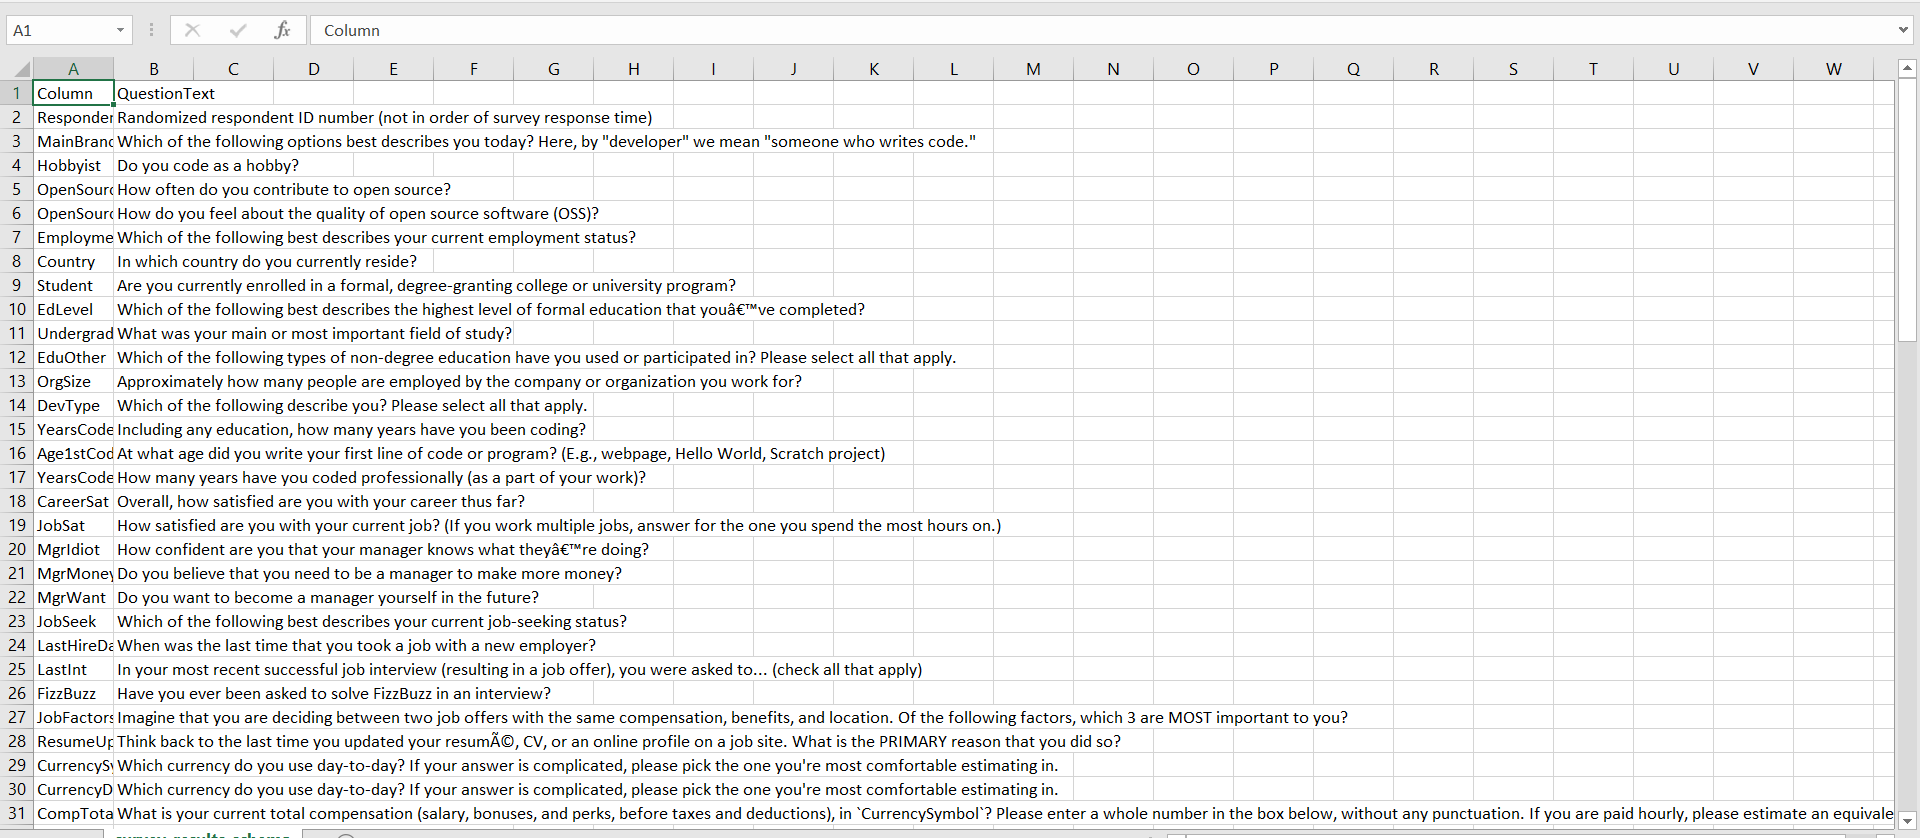 A1 fx Column
A B C D E F G H I J K L M N O P Q R S T U V W
1 Column QuestionText
2 Responder Randomized respondent ID number (not in order of survey response time)
3 MainBranc Which of the following options best describes you today? Here, by "developer" we mean "someone who writes code."
4 Hobbyist Do you code as a hobby?
5 OpenSourc How often do you contribute to open source?
6 OpenSourc How do you feel about the quality of open source software (OSS)?
7 Employme Which of the following best describes your current employment status?
8 Country In which country do you currently reside?
9 Student Are you currently enrolled in a formal, degree-granting college or university program?
10 EdLevel Which of the following best describes the highest level of formal education that youâ€™ve completed?
11 Undergrad What was your main or most important field of study?
12 EduOther Which of the following types of non-degree education have you used or participated in? Please select all that apply.
13 OrgSize Approximately how many people are employed by the company or organization you work for?
14 DevType Which of the following describe you? Please select all that apply.
15 YearsCode Including any education, how many years have you been coding?
16 Age1stCod At what age did you write your first line of code or program? (E.g., webpage, Hello World, Scratch project)
17 YearsCode How many years have you coded professionally (as a part of your work)?
18 CareerSat Overall, how satisfied are you with your career thus far?
19 JobSat How satisfied are you with your current job? (If you work multiple jobs, answer for the one you spend the most hours on.)
20 MgrIdiot How confident are you that your manager knows what theyâ€™re doing?
21 MgrMoney Do you believe that you need to be a manager to make more money?
22 MgrWant Do you want to become a manager yourself in the future?
23 JobSeek Which of the following best describes your current job-seeking status?
24 LastHireDa When was the last time that you took a job with a new employer?
25 LastInt In your most recent successful job interview (resulting in a job offer), you were asked to... (check all that apply)
26 FizzBuzz Have you ever been asked to solve FizzBuzz in an interview?
27 JobFactors Imagine that you are deciding between two job offers with the same compensation, benefits, and location. Of the following factors, which 3 are MOST important to you?
28 ResumeUp Think back to the last time you updated your resumÃ©, CV, or an online profile on a job site. What is the PRIMARY reason that you did so?
29 CurrencySy Which currency do you use day-to-day? If your answer is complicated, please pick the one you're most comfortable estimating in.
30 CurrencyD Which currency do you use day-to-day? If your answer is complicated, please pick the one you're most comfortable estimating in.
31 CompTota What is your current total compensation (salary, bonuses, and perks, before taxes and deductions), in `CurrencySymbol`? Please enter a whole number in the box below, without any punctuation. If you are paid hourly, please estimate an equivale